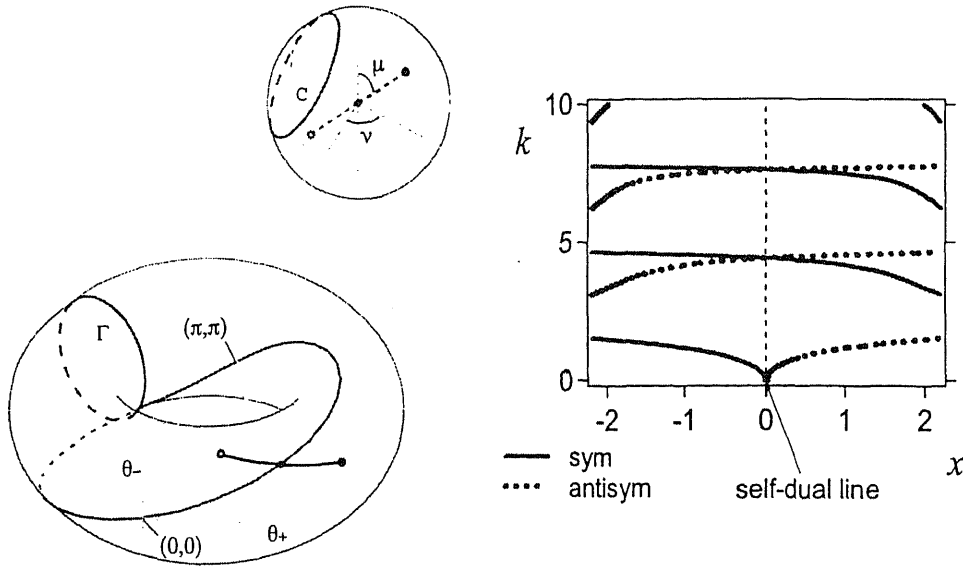 C
μ
ν
Γ
(π,π)
θ-
(0,0)
θ+
k
10
5
0
-2 -1 0 1 2
x
sym
antisym
self-dual line